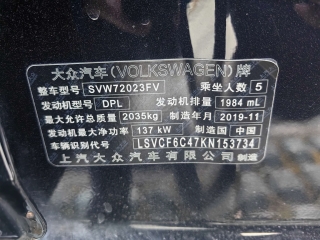 大众汽车(VOLKSWAGEN)牌
整车型号 SVW72023FV 乘坐人数 5
发动机型号 DPL 发动机排量 1984 mL
最大允许总质量 2035kg 制造年月 2019-11
发动机最大净功率 137 kW 制造国 中国
车辆识别代号 LSVCF6C47KN153734
上汽大众汽车有限公司 制造